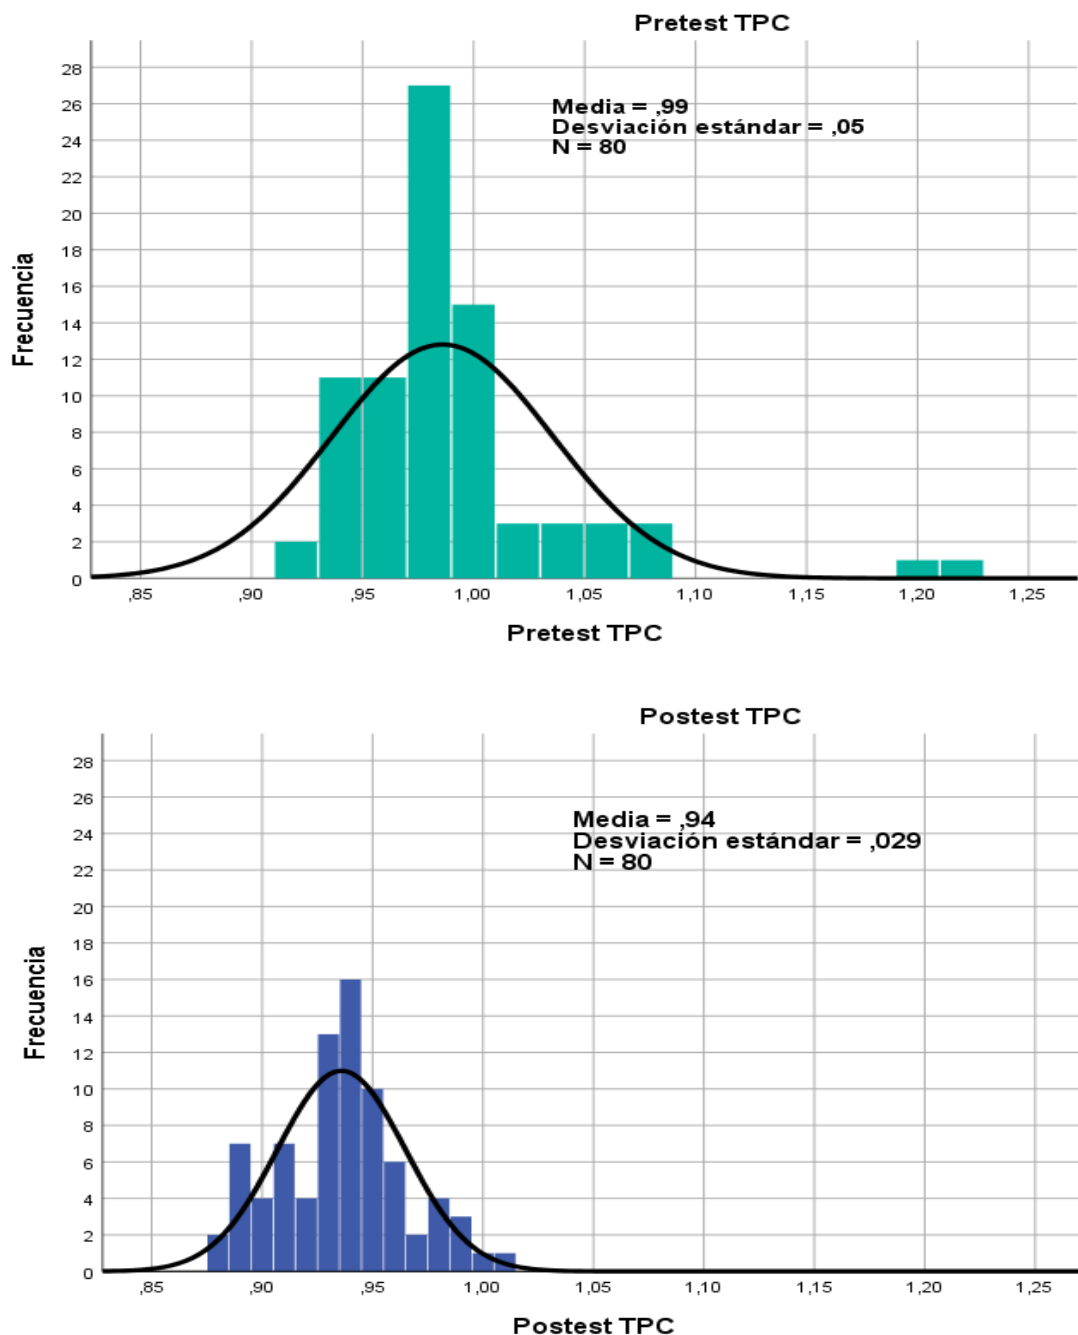 Pretest TPC
28
26
24
22
20
18
16
14
12
10
8
6
4
2
0
Frecuencia
Media = ,99
Desviación estándar = ,05
N = 80
,85 ,90 ,95 1,00 1,05 1,10 1,15 1,20 1,25
Pretest TPC
Postest TPC
28
26
24
22
20
18
16
14
12
10
8
6
4
2
0
Frecuencia
Media = ,94
Desviación estándar = ,029
N = 80
,85 ,90 ,95 1,00 1,05 1,10 1,15 1,20 1,25
Postest TPC